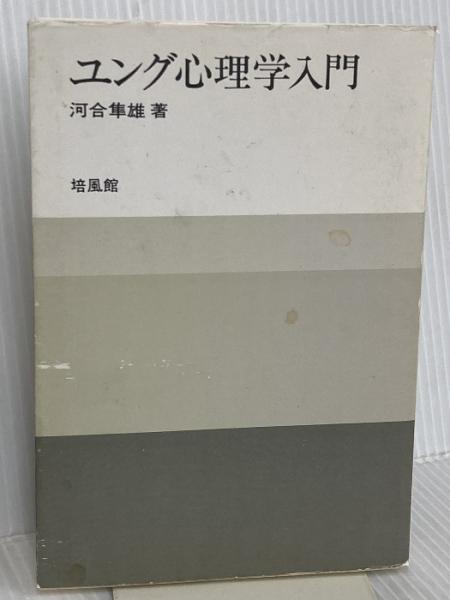 ユング心理学入門
河合隼雄 著
培風館